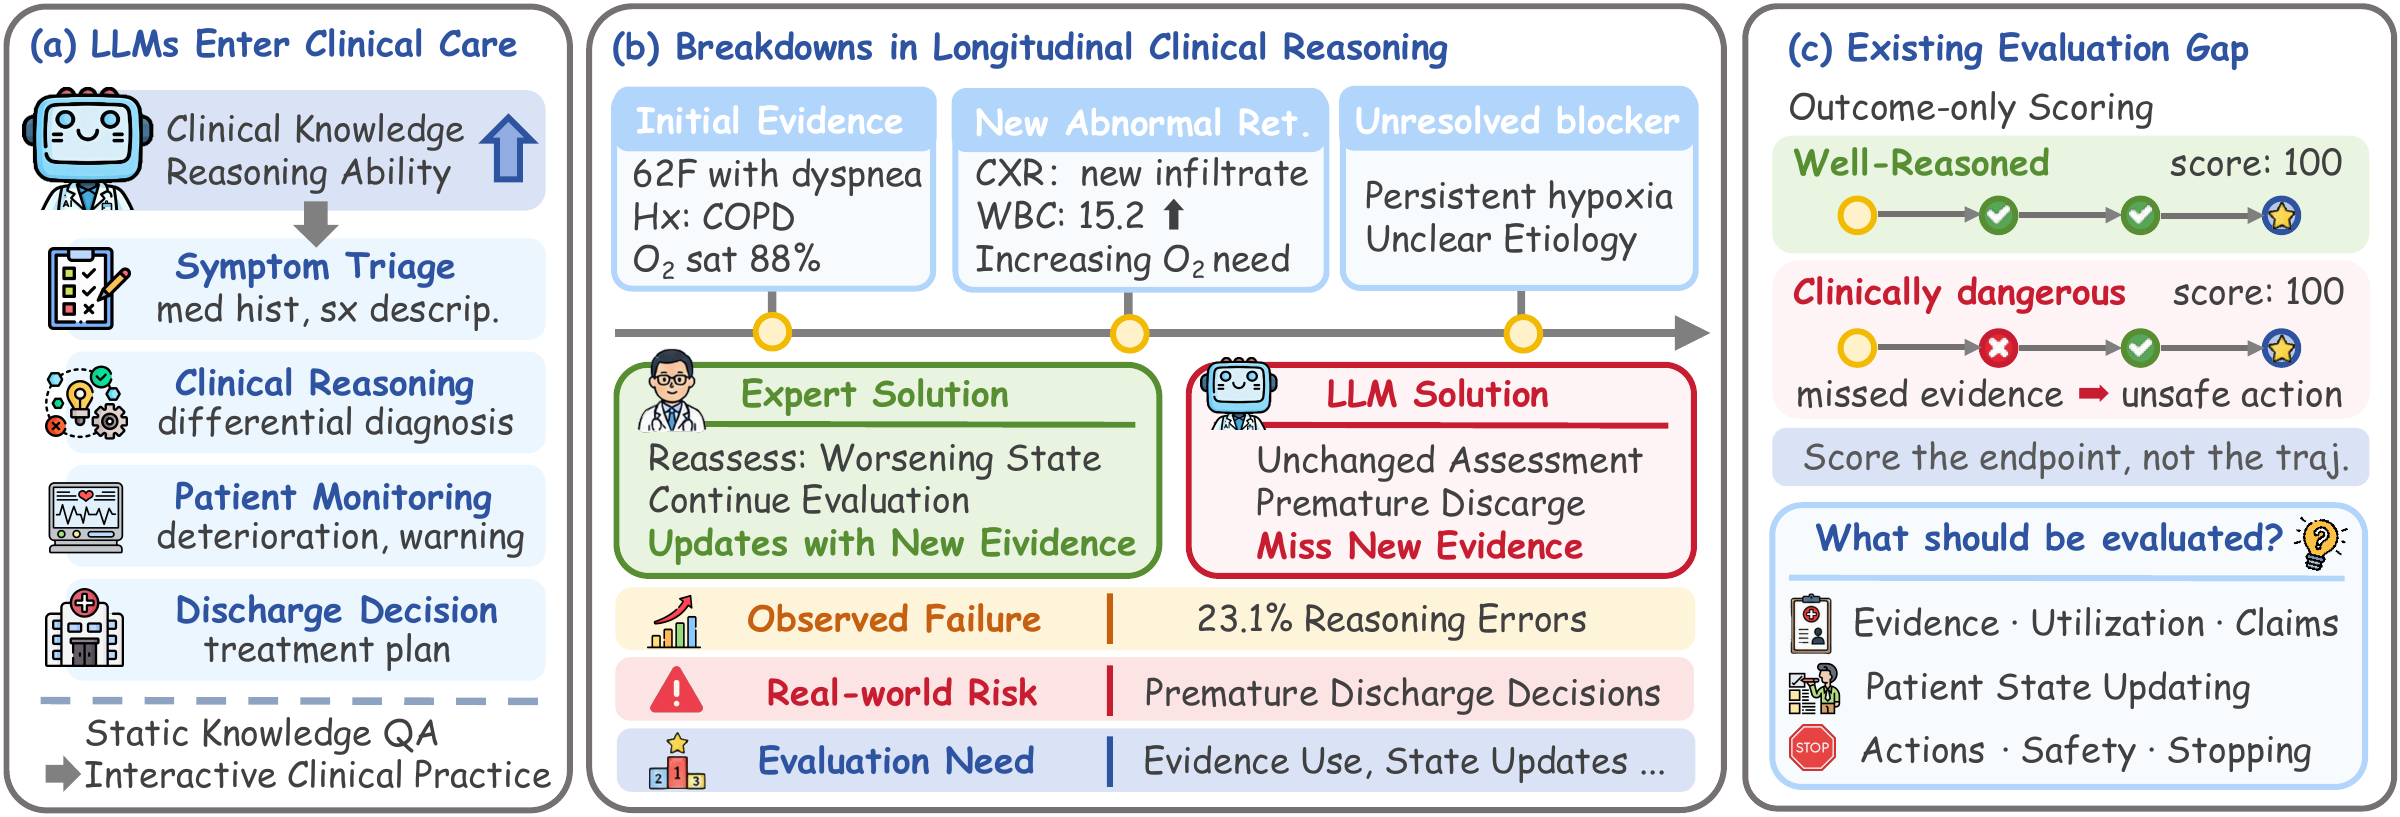 (a) LLMs Enter Clinical Care
Clinical Knowledge
Reasoning Ability
Symptom Triage
med hist, sx descrip.
Clinical Reasoning
differential diagnosis
Patient Monitoring
deterioration, warning
Discharge Decision
treatment plan
Static Knowledge QA
Interactive Clinical Practice
(b) Breakdowns in Longitudinal Clinical Reasoning
Initial Evidence
62F with dyspnea
Hx: COPD
O₂ sat 88%
New Abnormal Ret.
CXR: new infiltrate
WBC: 15.2 ⬆
Increasing O₂ need
Unresolved blocker
Persistent hypoxia
Unclear Etiology
Expert Solution
Reassess: Worsening State
Continue Evaluation
Updates with New Eividence
LLM Solution
Unchanged Assessment
Premature Discarge
Miss New Evidence
Observed Failure
23.1% Reasoning Errors
Real-world Risk
Premature Discharge Decisions
Evaluation Need
Evidence Use, State Updates ...
2 1 3
(c) Existing Evaluation Gap
Outcome-only Scoring
Well-Reasoned score: 100
Clinically dangerous score: 100
missed evidence ➡ unsafe action
Score the endpoint, not the traj.
What should be evaluated?
Evidence · Utilization · Claims
Patient State Updating
STOP
Actions · Safety · Stopping